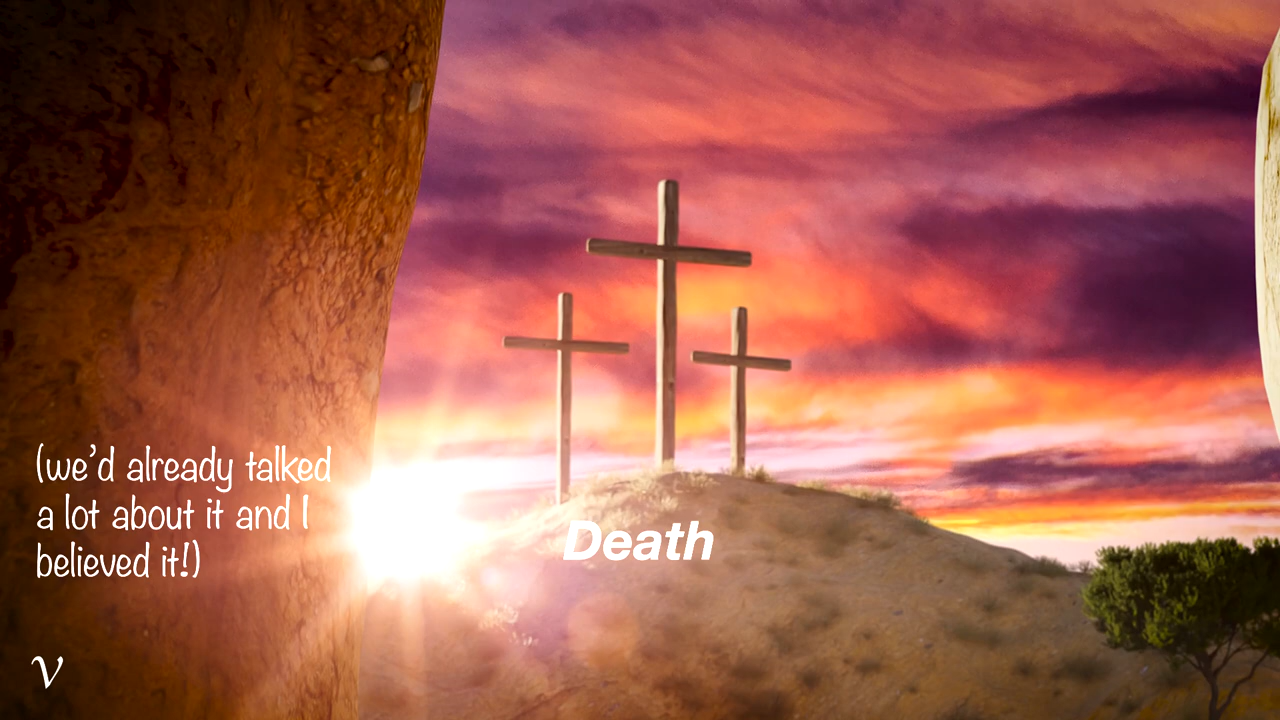 (we'd already talked
a lot about it and I
believed it!)
Death
ν